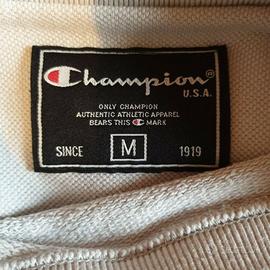 Champion®
U.S.A.
ONLY CHAMPION
AUTHENTIC ATHLETIC APPAREL
BEARS THIS C MARK
SINCE M 1919